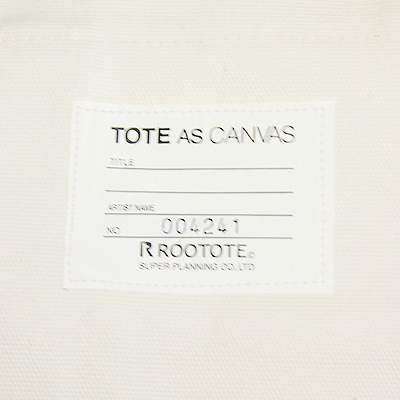 TOTE AS CANVAS
TITLE
ARTIST NAME
NO. 004241
R ROOTOTE®
SUPER PLANNING CO.,LTD.